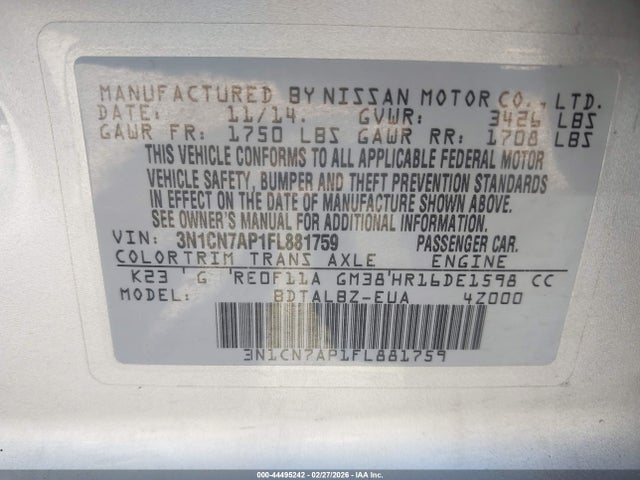 MANUFACTURED BY NISSAN MOTOR CO., LTD.
DATE: 11/14. GVWR: 3426 LBS
GAWR FR: 1750 LBS GAWR RR: 1708 LBS
THIS VEHICLE CONFORMS TO ALL APPLICABLE FEDERAL MOTOR
VEHICLE SAFETY, BUMPER AND THEFT PREVENTION STANDARDS
IN EFFECT ON THE DATE OF MANUFACTURE SHOWN ABOVE.
SEE OWNER'S MANUAL FOR ADDITIONAL INFORMATION.
VIN: 3N1CN7AP1FL881759 PASSENGER CAR.
COLOR TRIM TRANS AXLE ENGINE
K23 G RE0F11A GM38 HR16DE1598 CC
MODEL: BDTALBZ-EUA 4Z000
3N1CN7AP1FL881759
000-44495242 - 02/27/2026 - IAA Inc.